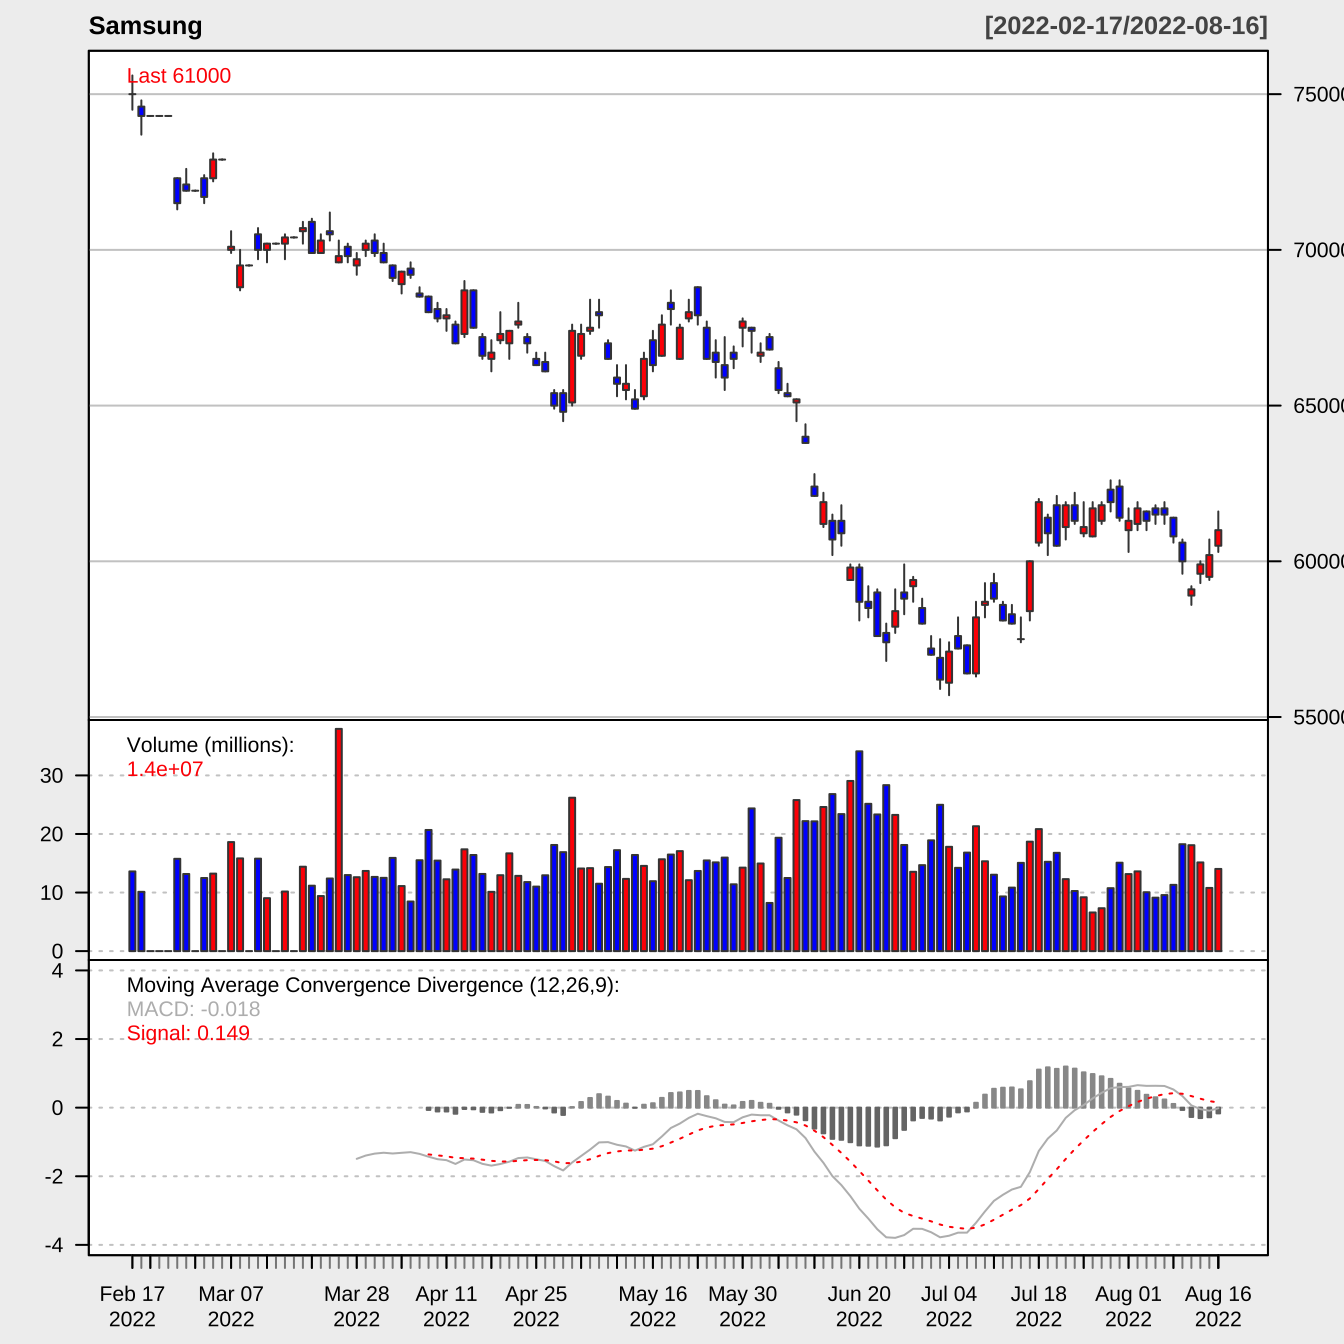 Samsung
[2022-02-17/2022-08-16]
Last 61000
75000
70000
65000
60000
55000
Volume (millions):
1.4e+07
30
20
10
0
Moving Average Convergence Divergence (12,26,9):
MACD: -0.018
Signal: 0.149
4
2
0
-2
-4
Feb 17 Mar 07 Mar 28 Apr 11 Apr 25 May 16 May 30 Jun 20 Jul 04 Jul 18 Aug 01 Aug 16
2022 2022 2022 2022 2022 2022 2022 2022 2022 2022 2022 2022